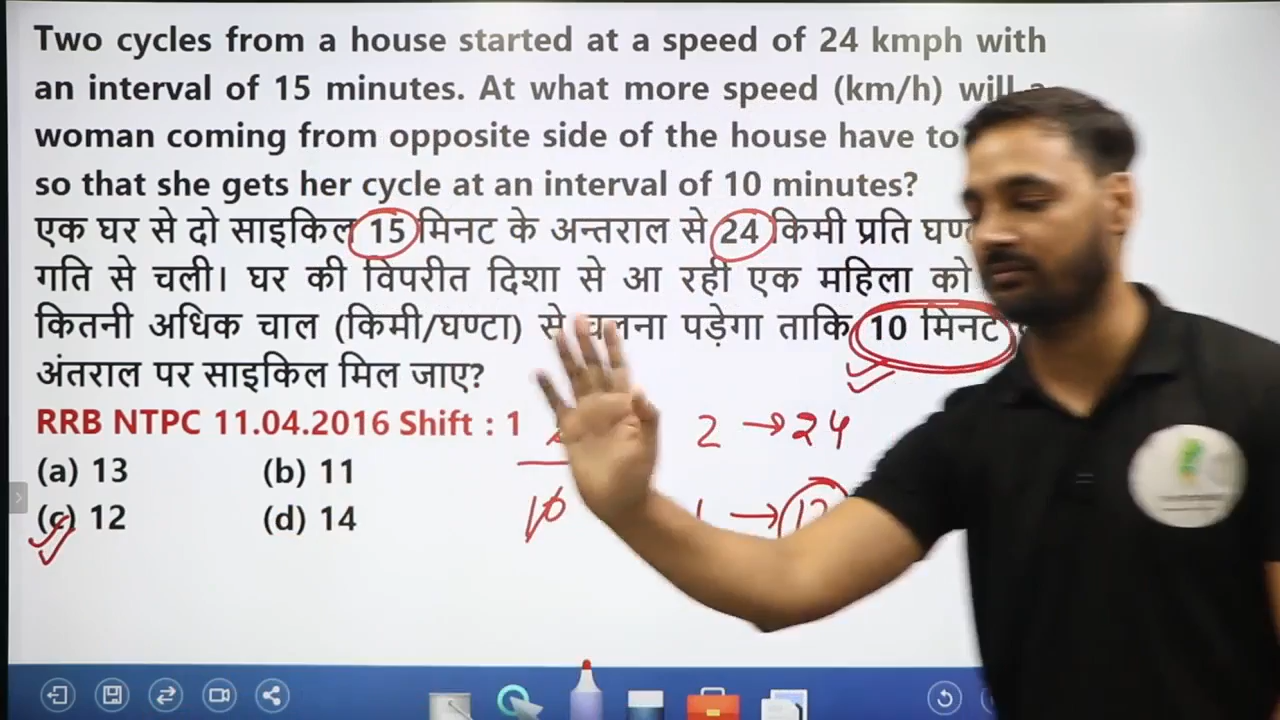 Two cycles from a house started at a speed of 24 kmph with
an interval of 15 minutes. At what more speed (km/h) will a
woman coming from opposite side of the house have to
so that she gets her cycle at an interval of 10 minutes?
एक घर से दो साइकिल 15 मिनट के अन्तराल से 24 किमी प्रति
गति से चली। घर की विपरीत दिशा से आ रही एक महिला को
कितनी अधिक चाल (किमी/घण्टा) से चलना पड़ेगा ताकि 10 मिनट
अंतराल पर साइकिल मिल जाए?
RRB NTPC 11.04.2016 Shift : 1
2 → 24
(a) 13 (b) 11
(c) 12 (d) 14
10 1 → 12